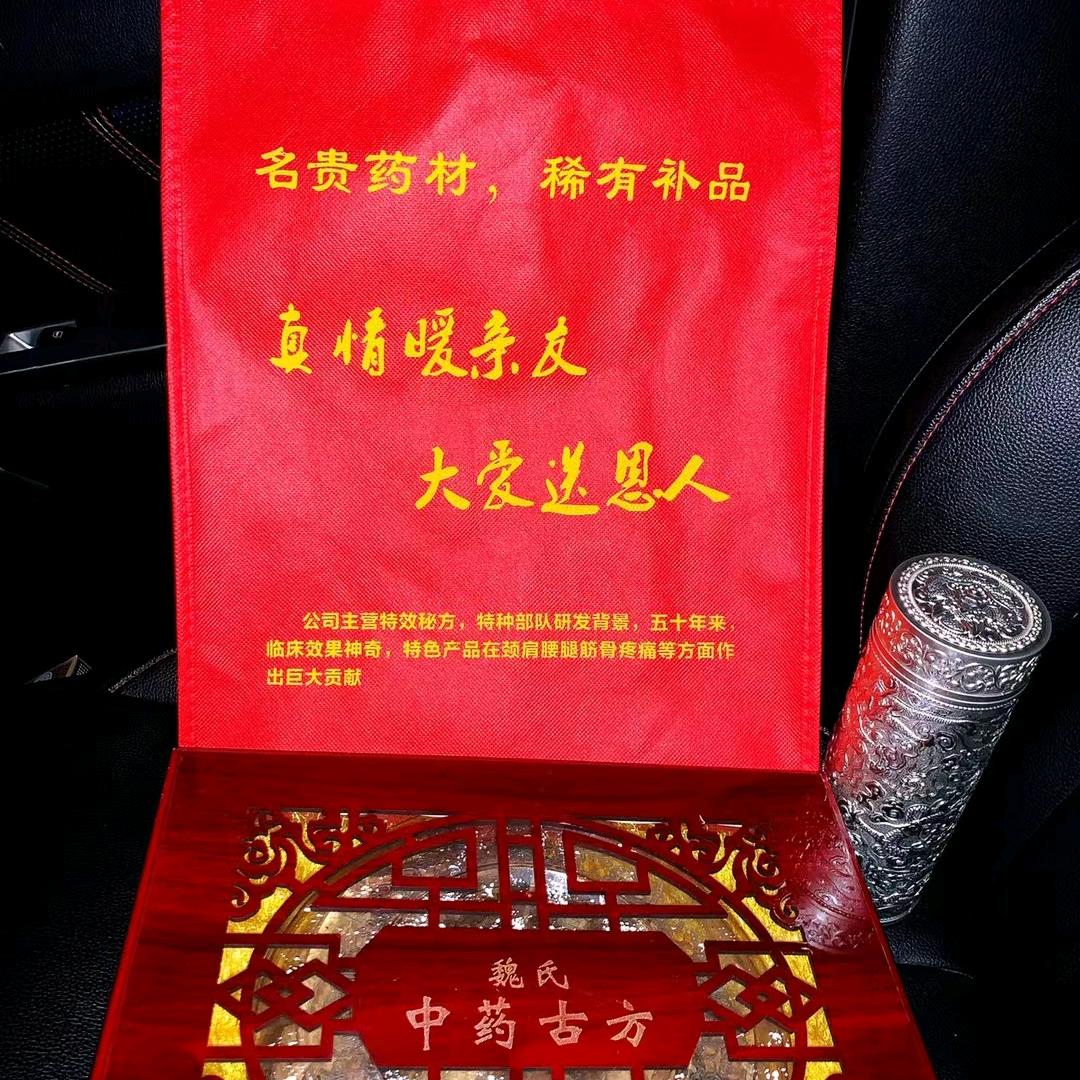 名贵药材，稀有补品
真情暖亲友
大爱送恩人
公司主营特效秘方，特种部队研发背景，五十年来，
临床效果神奇，特色产品在颈肩腰腿筋骨疼痛等方面作
出巨大贡献
魏氏
中药古方